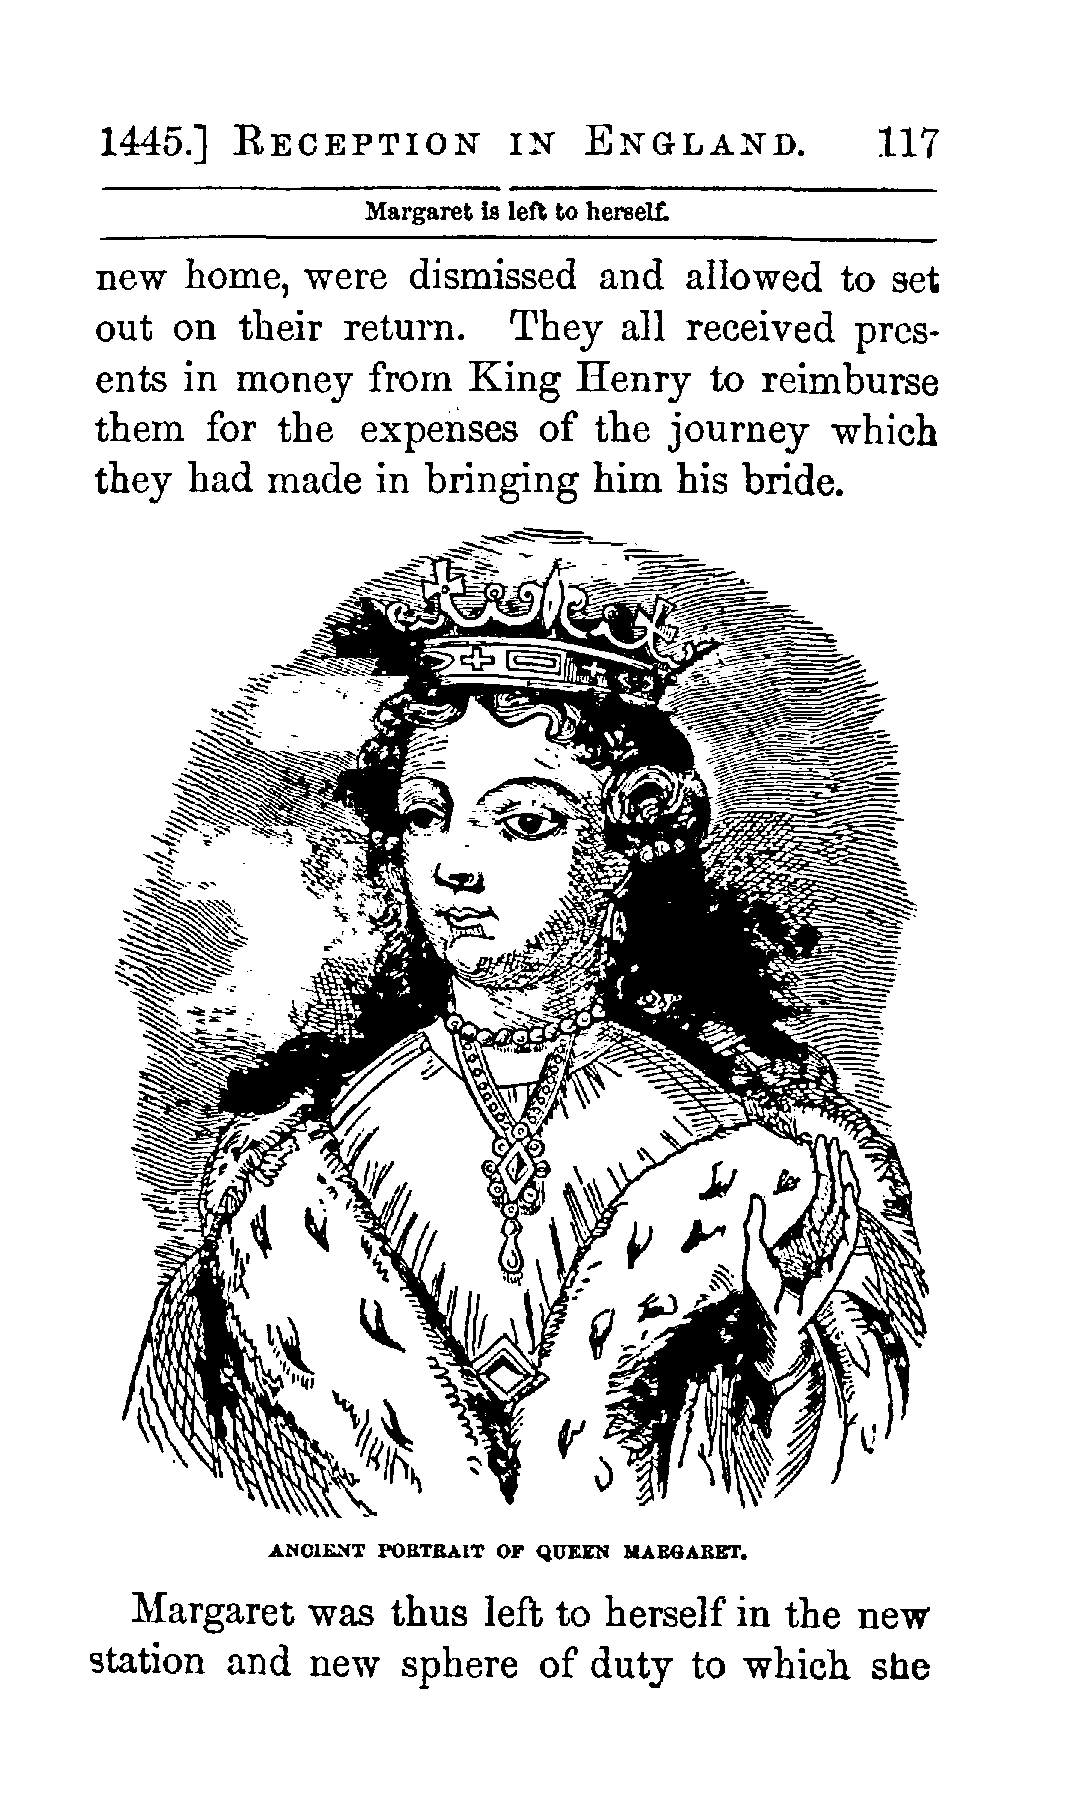 1445.] RECEPTION IN ENGLAND. 117
Margaret is left to herself.
new home, were dismissed and allowed to set
out on their return. They all received pres-
ents in money from King Henry to reimburse
them for the expenses of the journey which
they had made in bringing him his bride.
ANCIENT PORTRAIT OF QUEEN MARGARET.
Margaret was thus left to herself in the new
station and new sphere of duty to which she